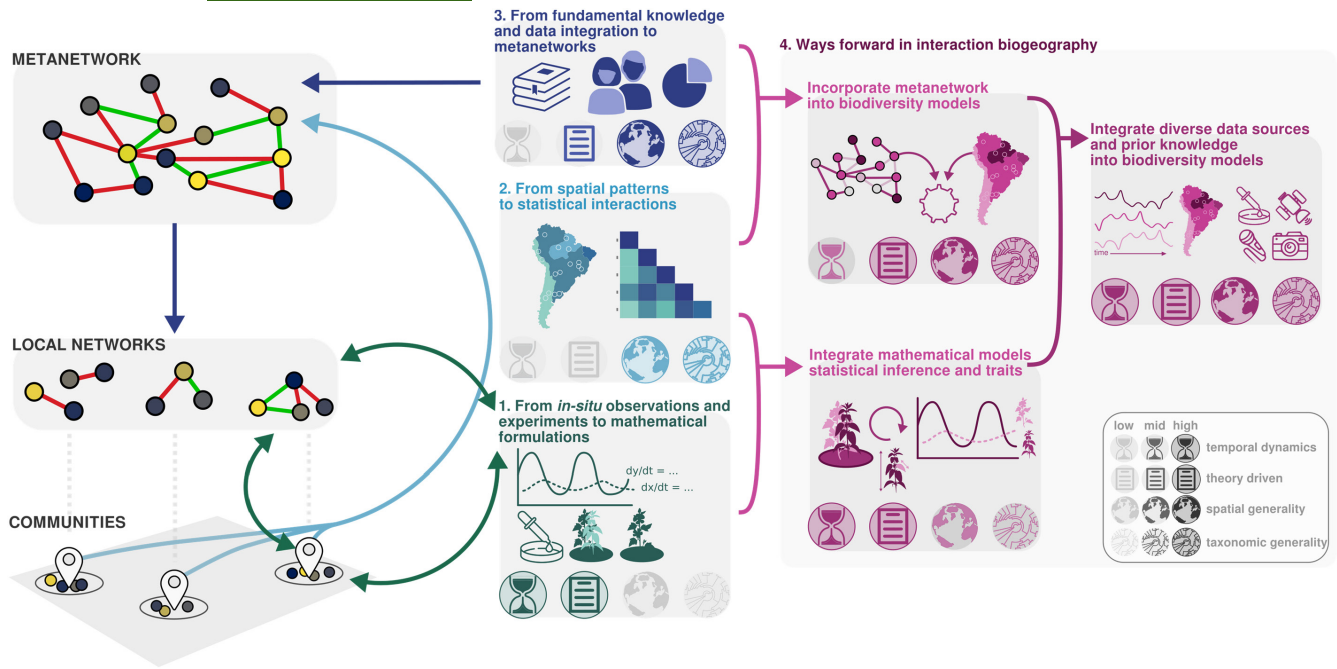 METANETWORK
LOCAL NETWORKS
COMMUNITIES
3. From fundamental knowledge
and data integration to
metanetworks
2. From spatial patterns
to statistical interactions
1. From in-situ observations and
experiments to mathematical
formulations
dy/dt = ...
dx/dt = ...
4. Ways forward in interaction biogeography
Incorporate metanetwork
into biodiversity models
Integrate mathematical models
statistical inference and traits
Integrate diverse data sources
and prior knowledge
into biodiversity models
time
low mid high
temporal dynamics
theory driven
spatial generality
taxonomic generality